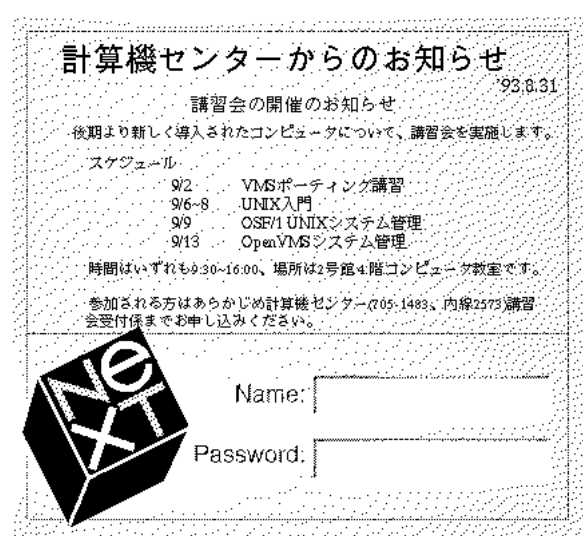 計算機センターからのお知らせ
93.8.31
講習会の開催のお知らせ
後期より新しく導入されたコンピュータについて、講習会を実施します。
スケジュール
9/2 VMSポーティング講習
9/6~8 UNIX入門
9/9 OSF/1 UNIXシステム管理
9/13 OpenVMSシステム管理
時間はいずれも9:30~16:00、場所は2号館4階コンピュータ教室です。
参加される方はあらかじめ計算機センター(705-1483、内線2573)講習
会受付係までお申し込みください。
NeXT
Name:
Password: